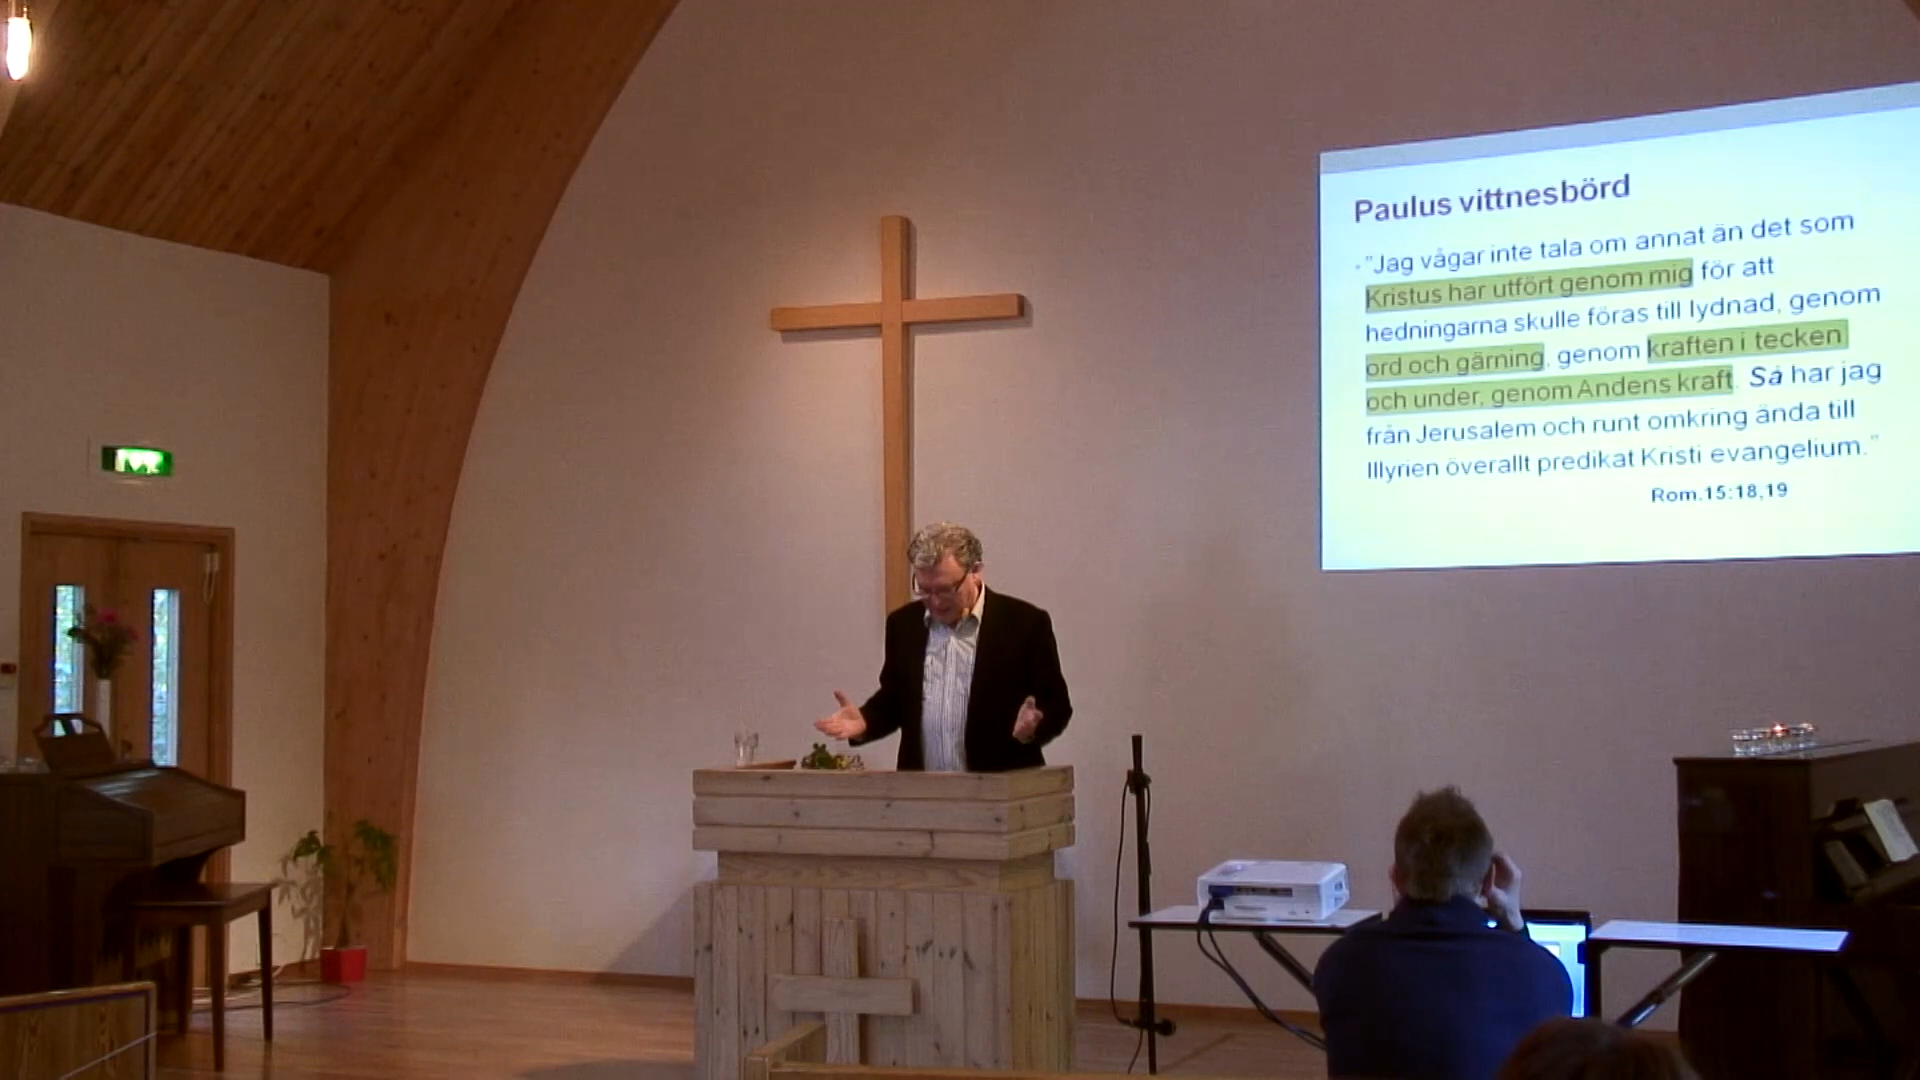 Paulus vittnesbörd
"Jag vågar inte tala om annat än det som
Kristus har utfört genom mig för att
hedningarna skulle föras till lydnad, genom
ord och gärning, genom kraften i tecken
och under, genom Andens kraft. Så har jag
från Jerusalem och runt omkring ända till
Illyrien överallt predikat Kristi evangelium."
Rom.15:18,19